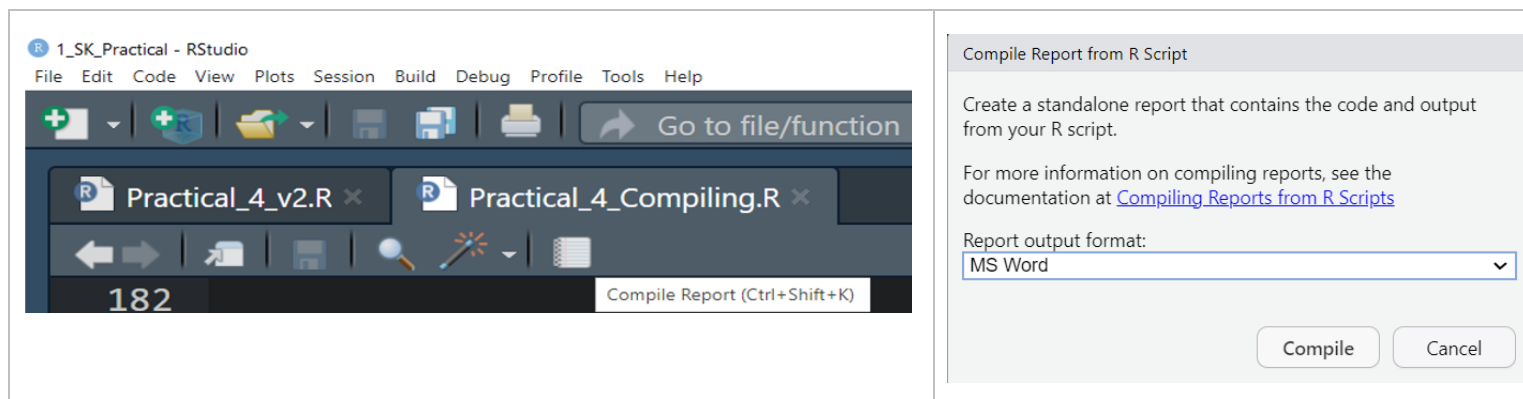 1_SK_Practical - RStudio
File Edit Code View Plots Session Build Debug Profile Tools Help
Go to file/function
Practical_4_v2.R
Practical_4_Compiling.R
182
Compile Report (Ctrl+Shift+K)
Compile Report from R Script
Create a standalone report that contains the code and output
from your R script.
For more information on compiling reports, see the
documentation at Compiling Reports from R Scripts
Report output format:
MS Word
Compile Cancel